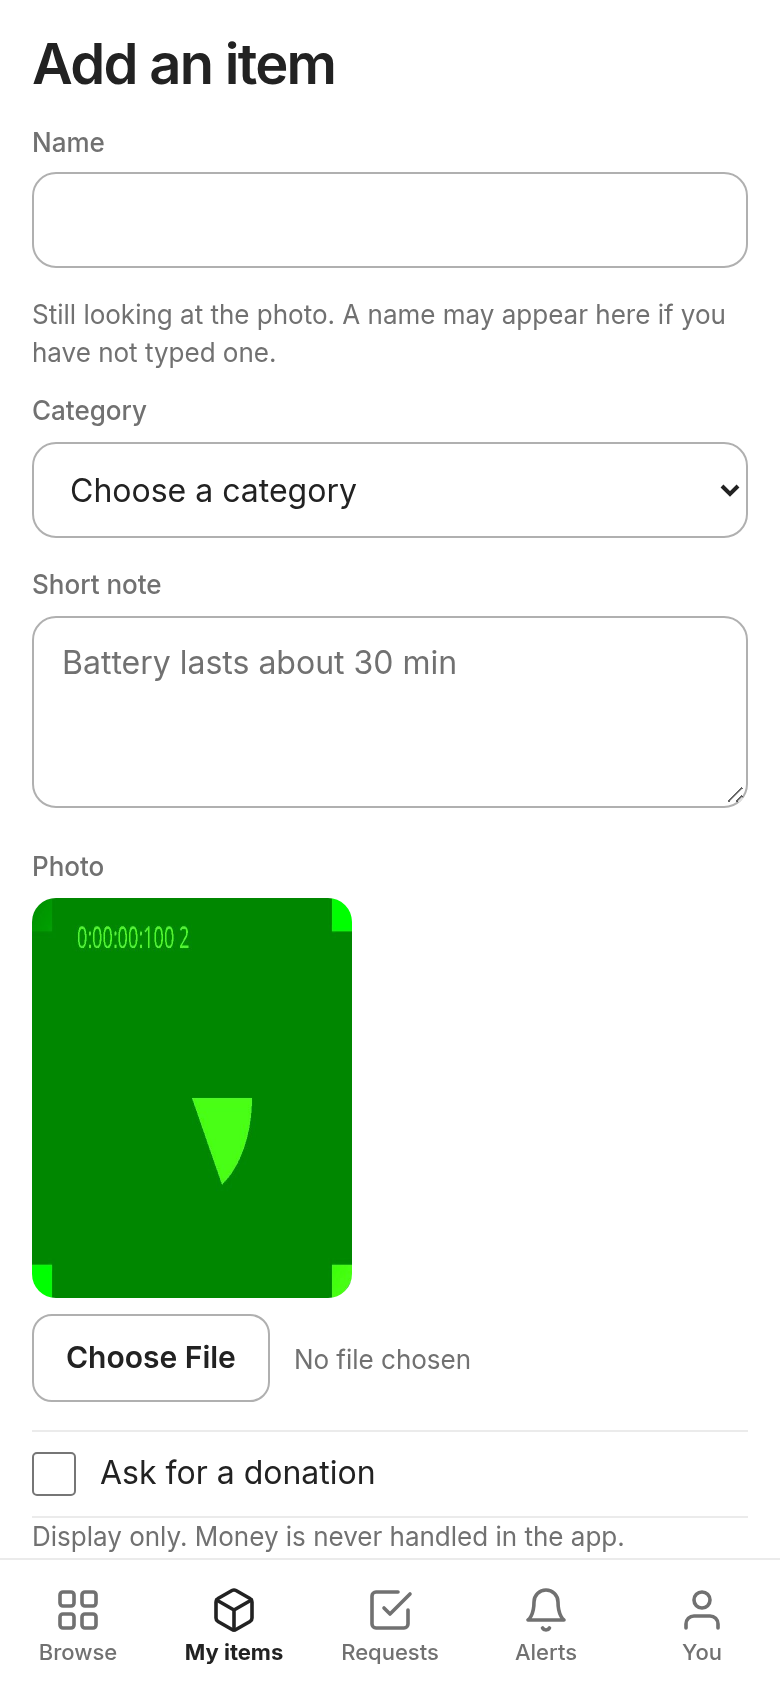 Add an item
Name
Still looking at the photo. A name may appear here if you
have not typed one.
Category
Choose a category
Short note
Battery lasts about 30 min
Photo
0:00:00:100 2
Choose File No file chosen
Ask for a donation
Display only. Money is never handled in the app.
Browse My items Requests Alerts You